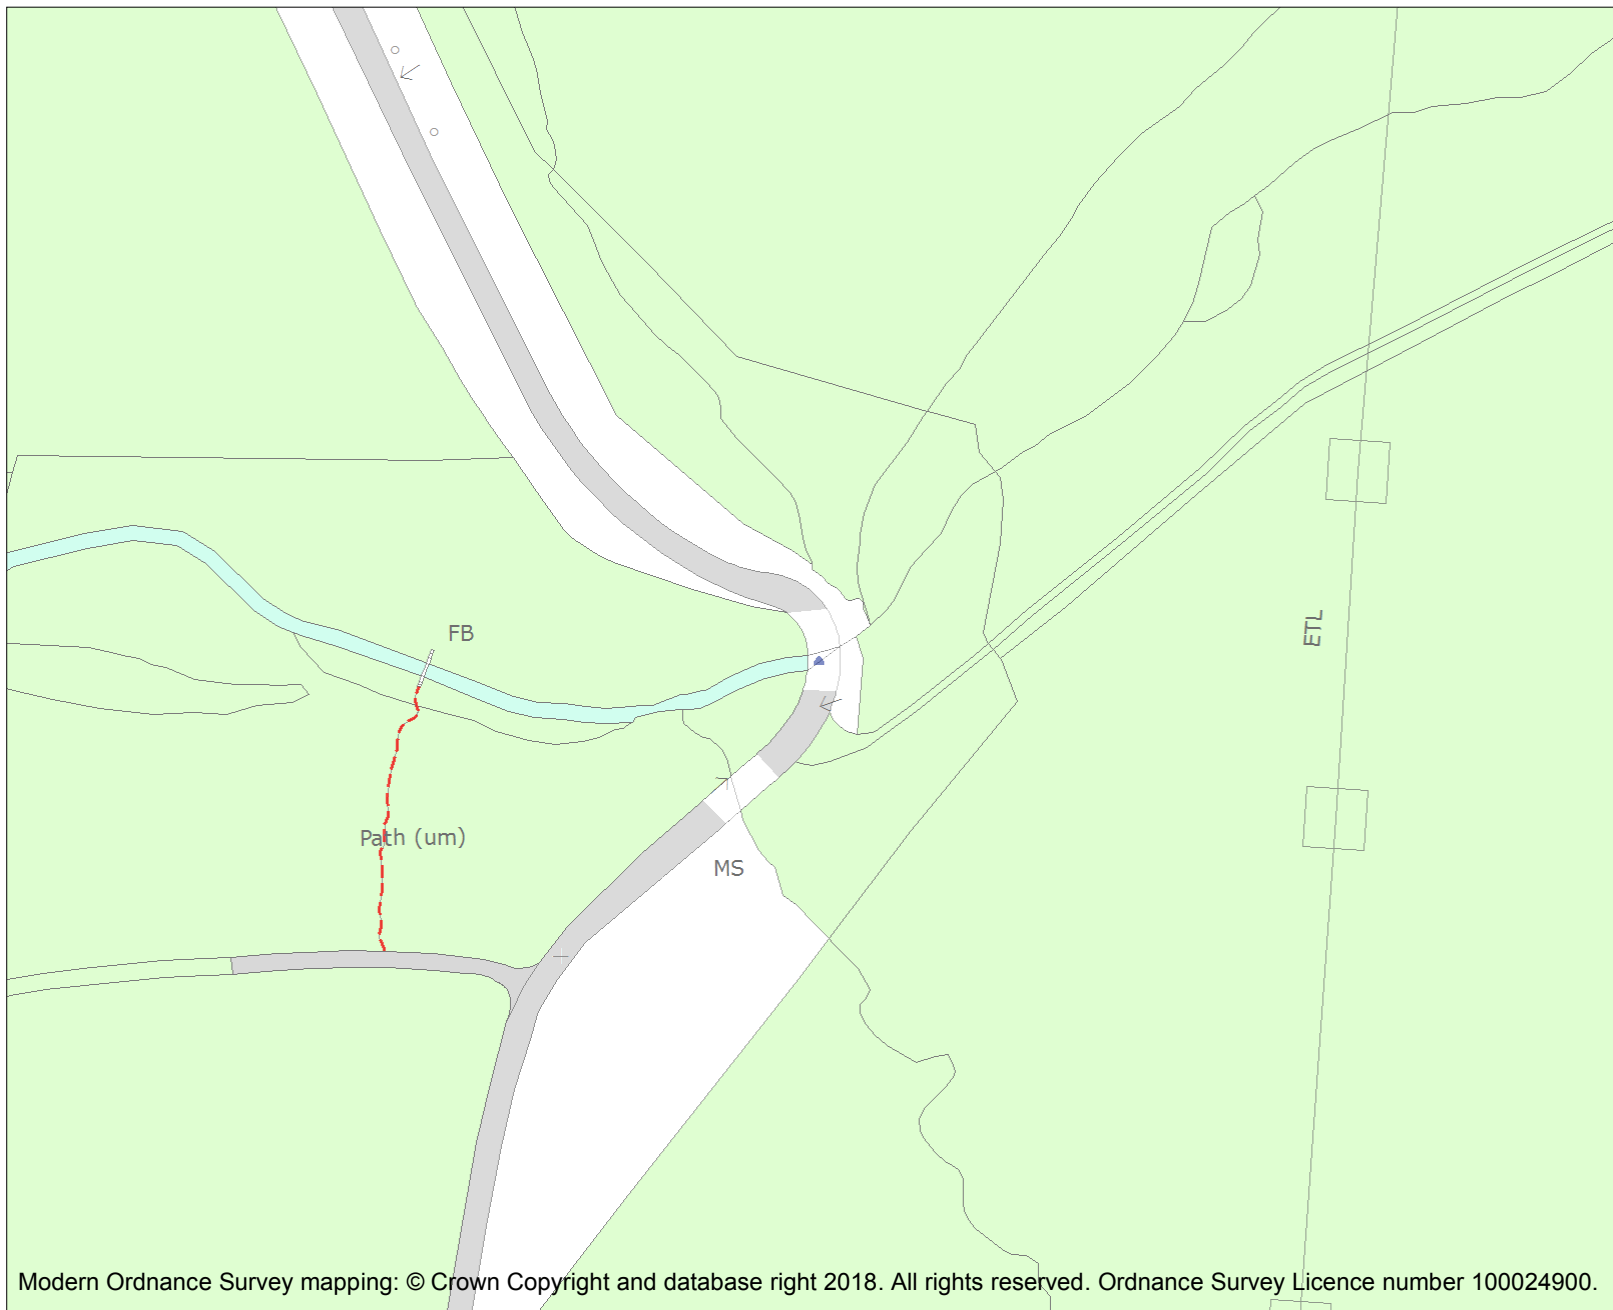 FB
ETL
Path (um)
MS
Modern Ordnance Survey mapping: © Crown Copyright and database right 2018. All rights reserved. Ordnance Survey Licence number 100024900.